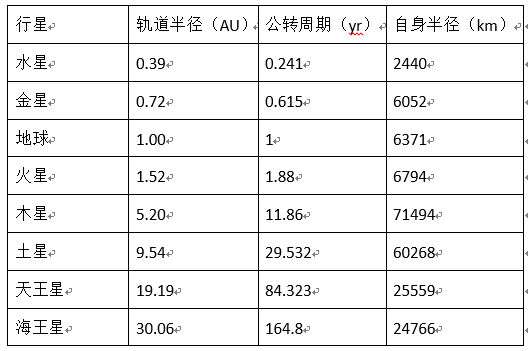 行星 轨道半径（AU） 公转周期（yr） 自身半径（km）
水星 0.39 0.241 2440
金星 0.72 0.615 6052
地球 1.00 1 6371
火星 1.52 1.88 6794
木星 5.20 11.86 71494
土星 9.54 29.532 60268
天王星 19.19 84.323 25559
海王星 30.06 164.8 24766